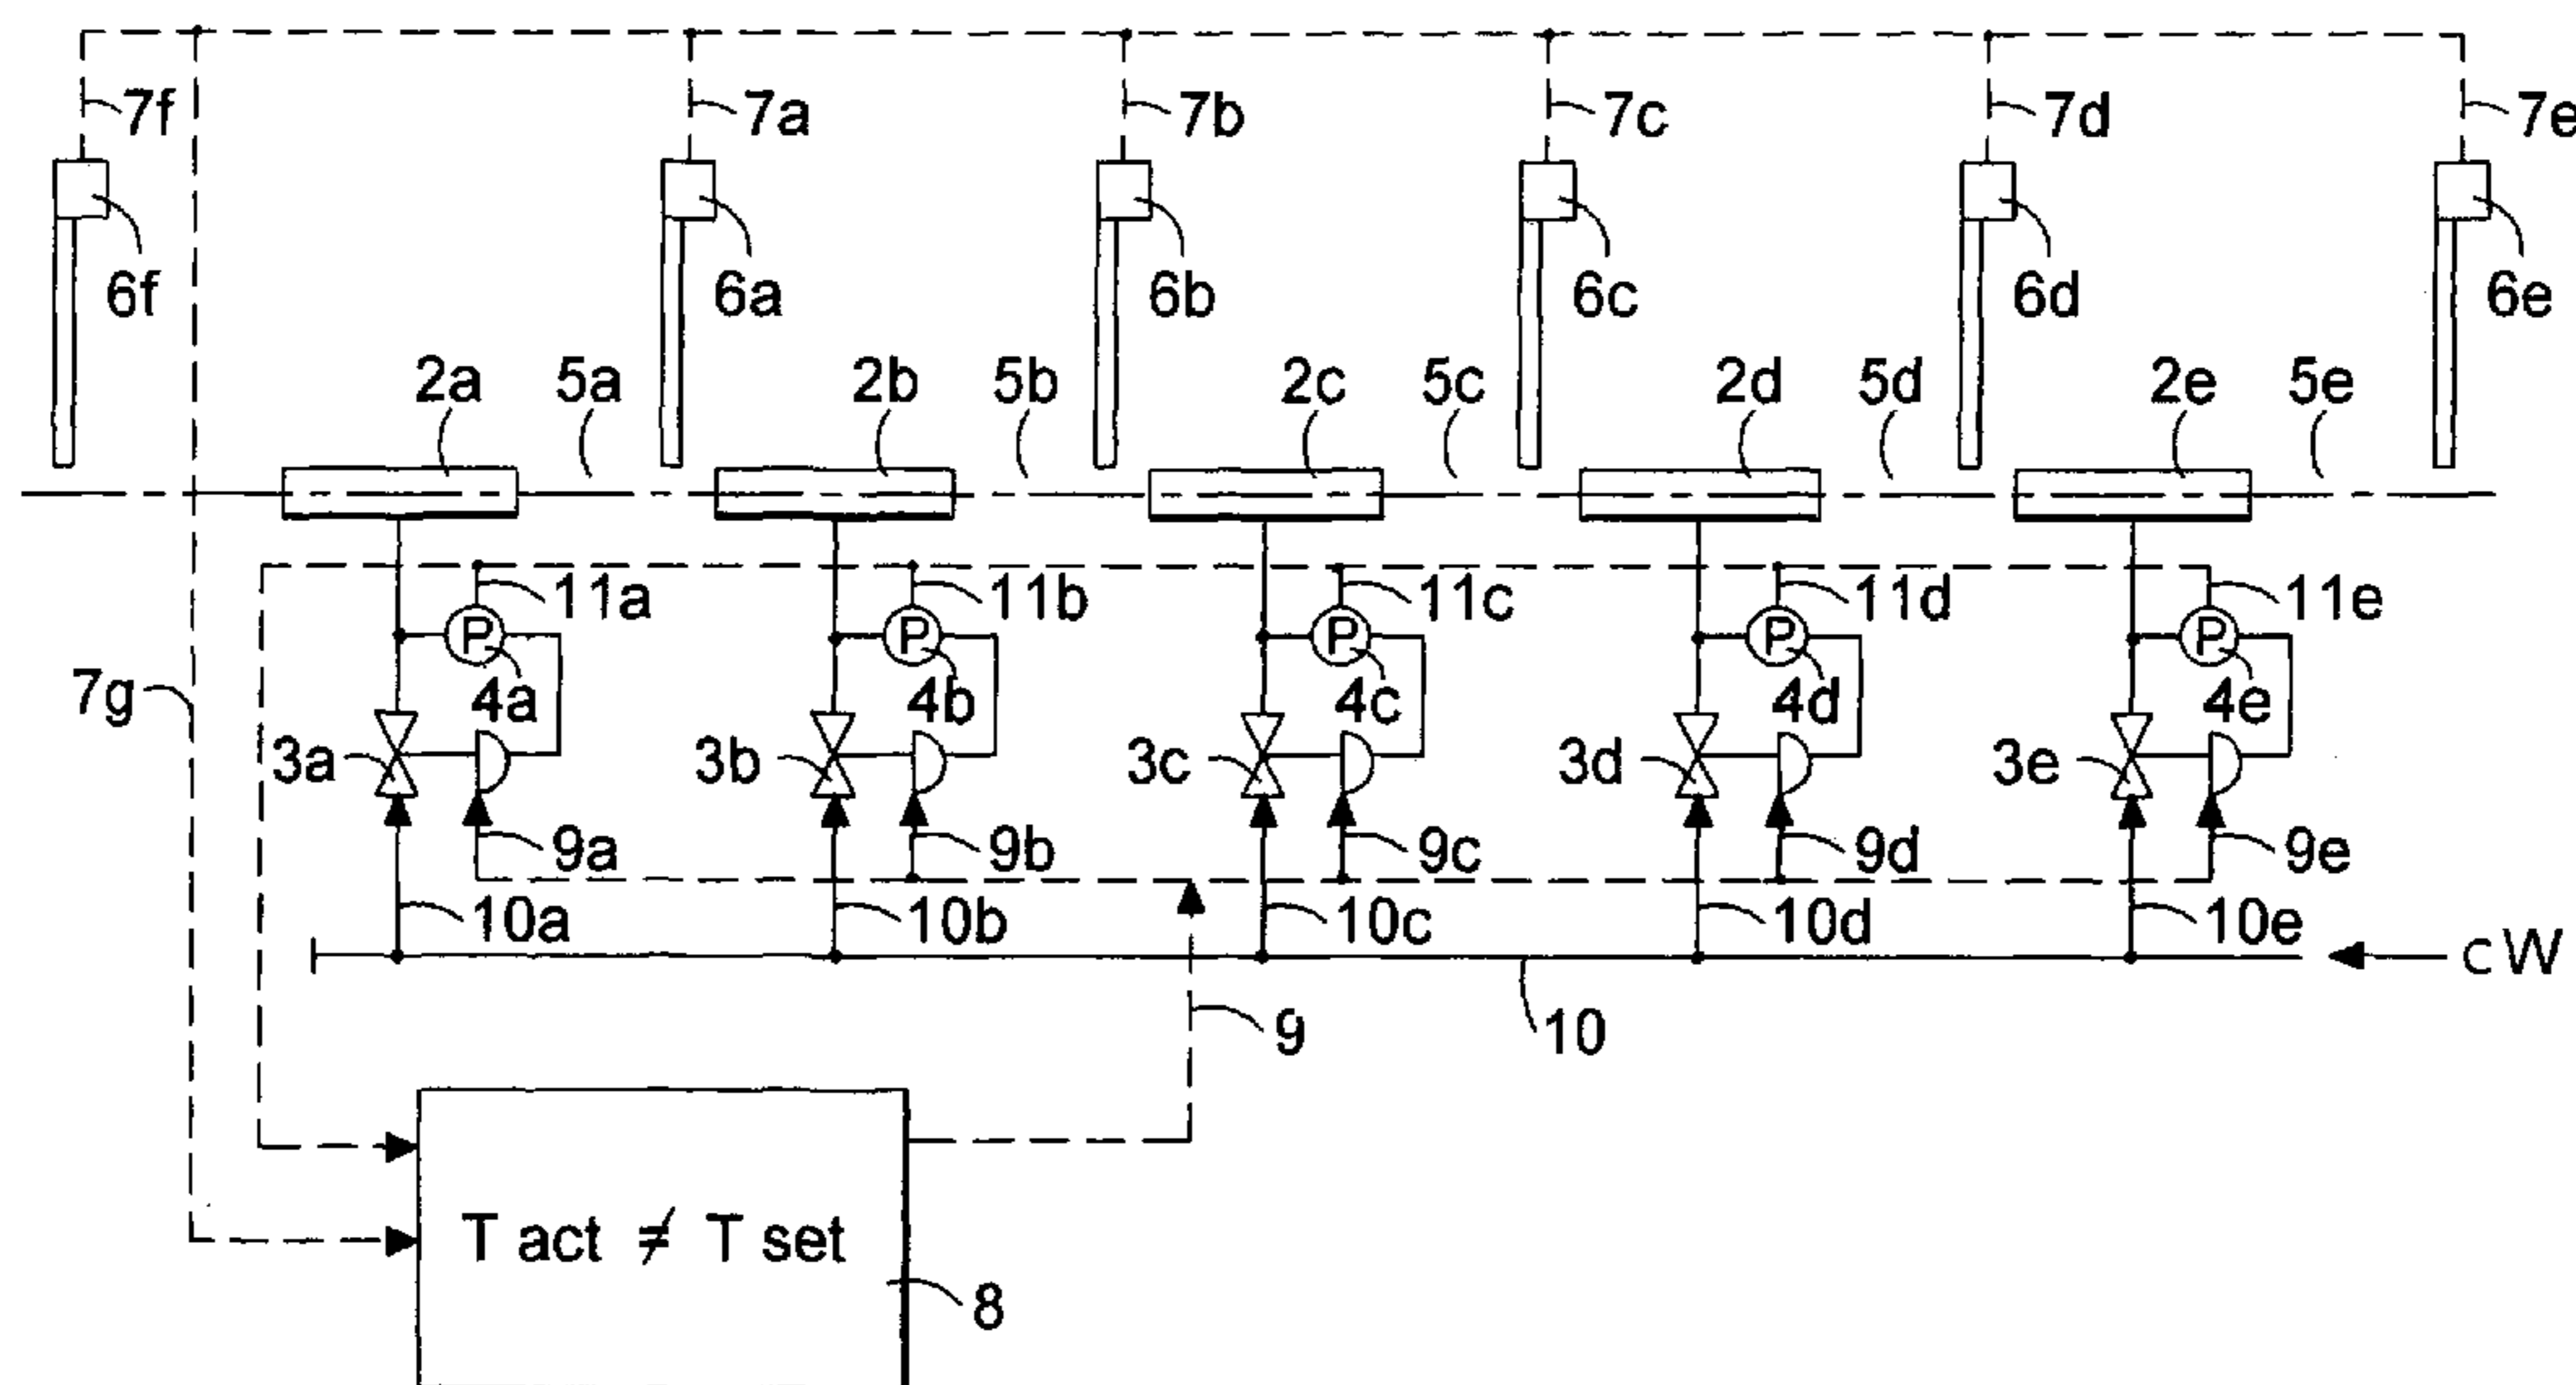 7f 7a 7b 7c 7d 7e
6f 6a 6b 6c 6d 6e
2a 5a 2b 5b 2c 5c 2d 5d 2e 5e
11a 11b 11c 11d 11e
P P P P P
7g 4a 4b 4c 4d 4e
3a 3b 3c 3d 3e
9a 9b 9c 9d 9e
10a 10b 10c 10d 10e
cW
9 10
T act ≠ T set
8